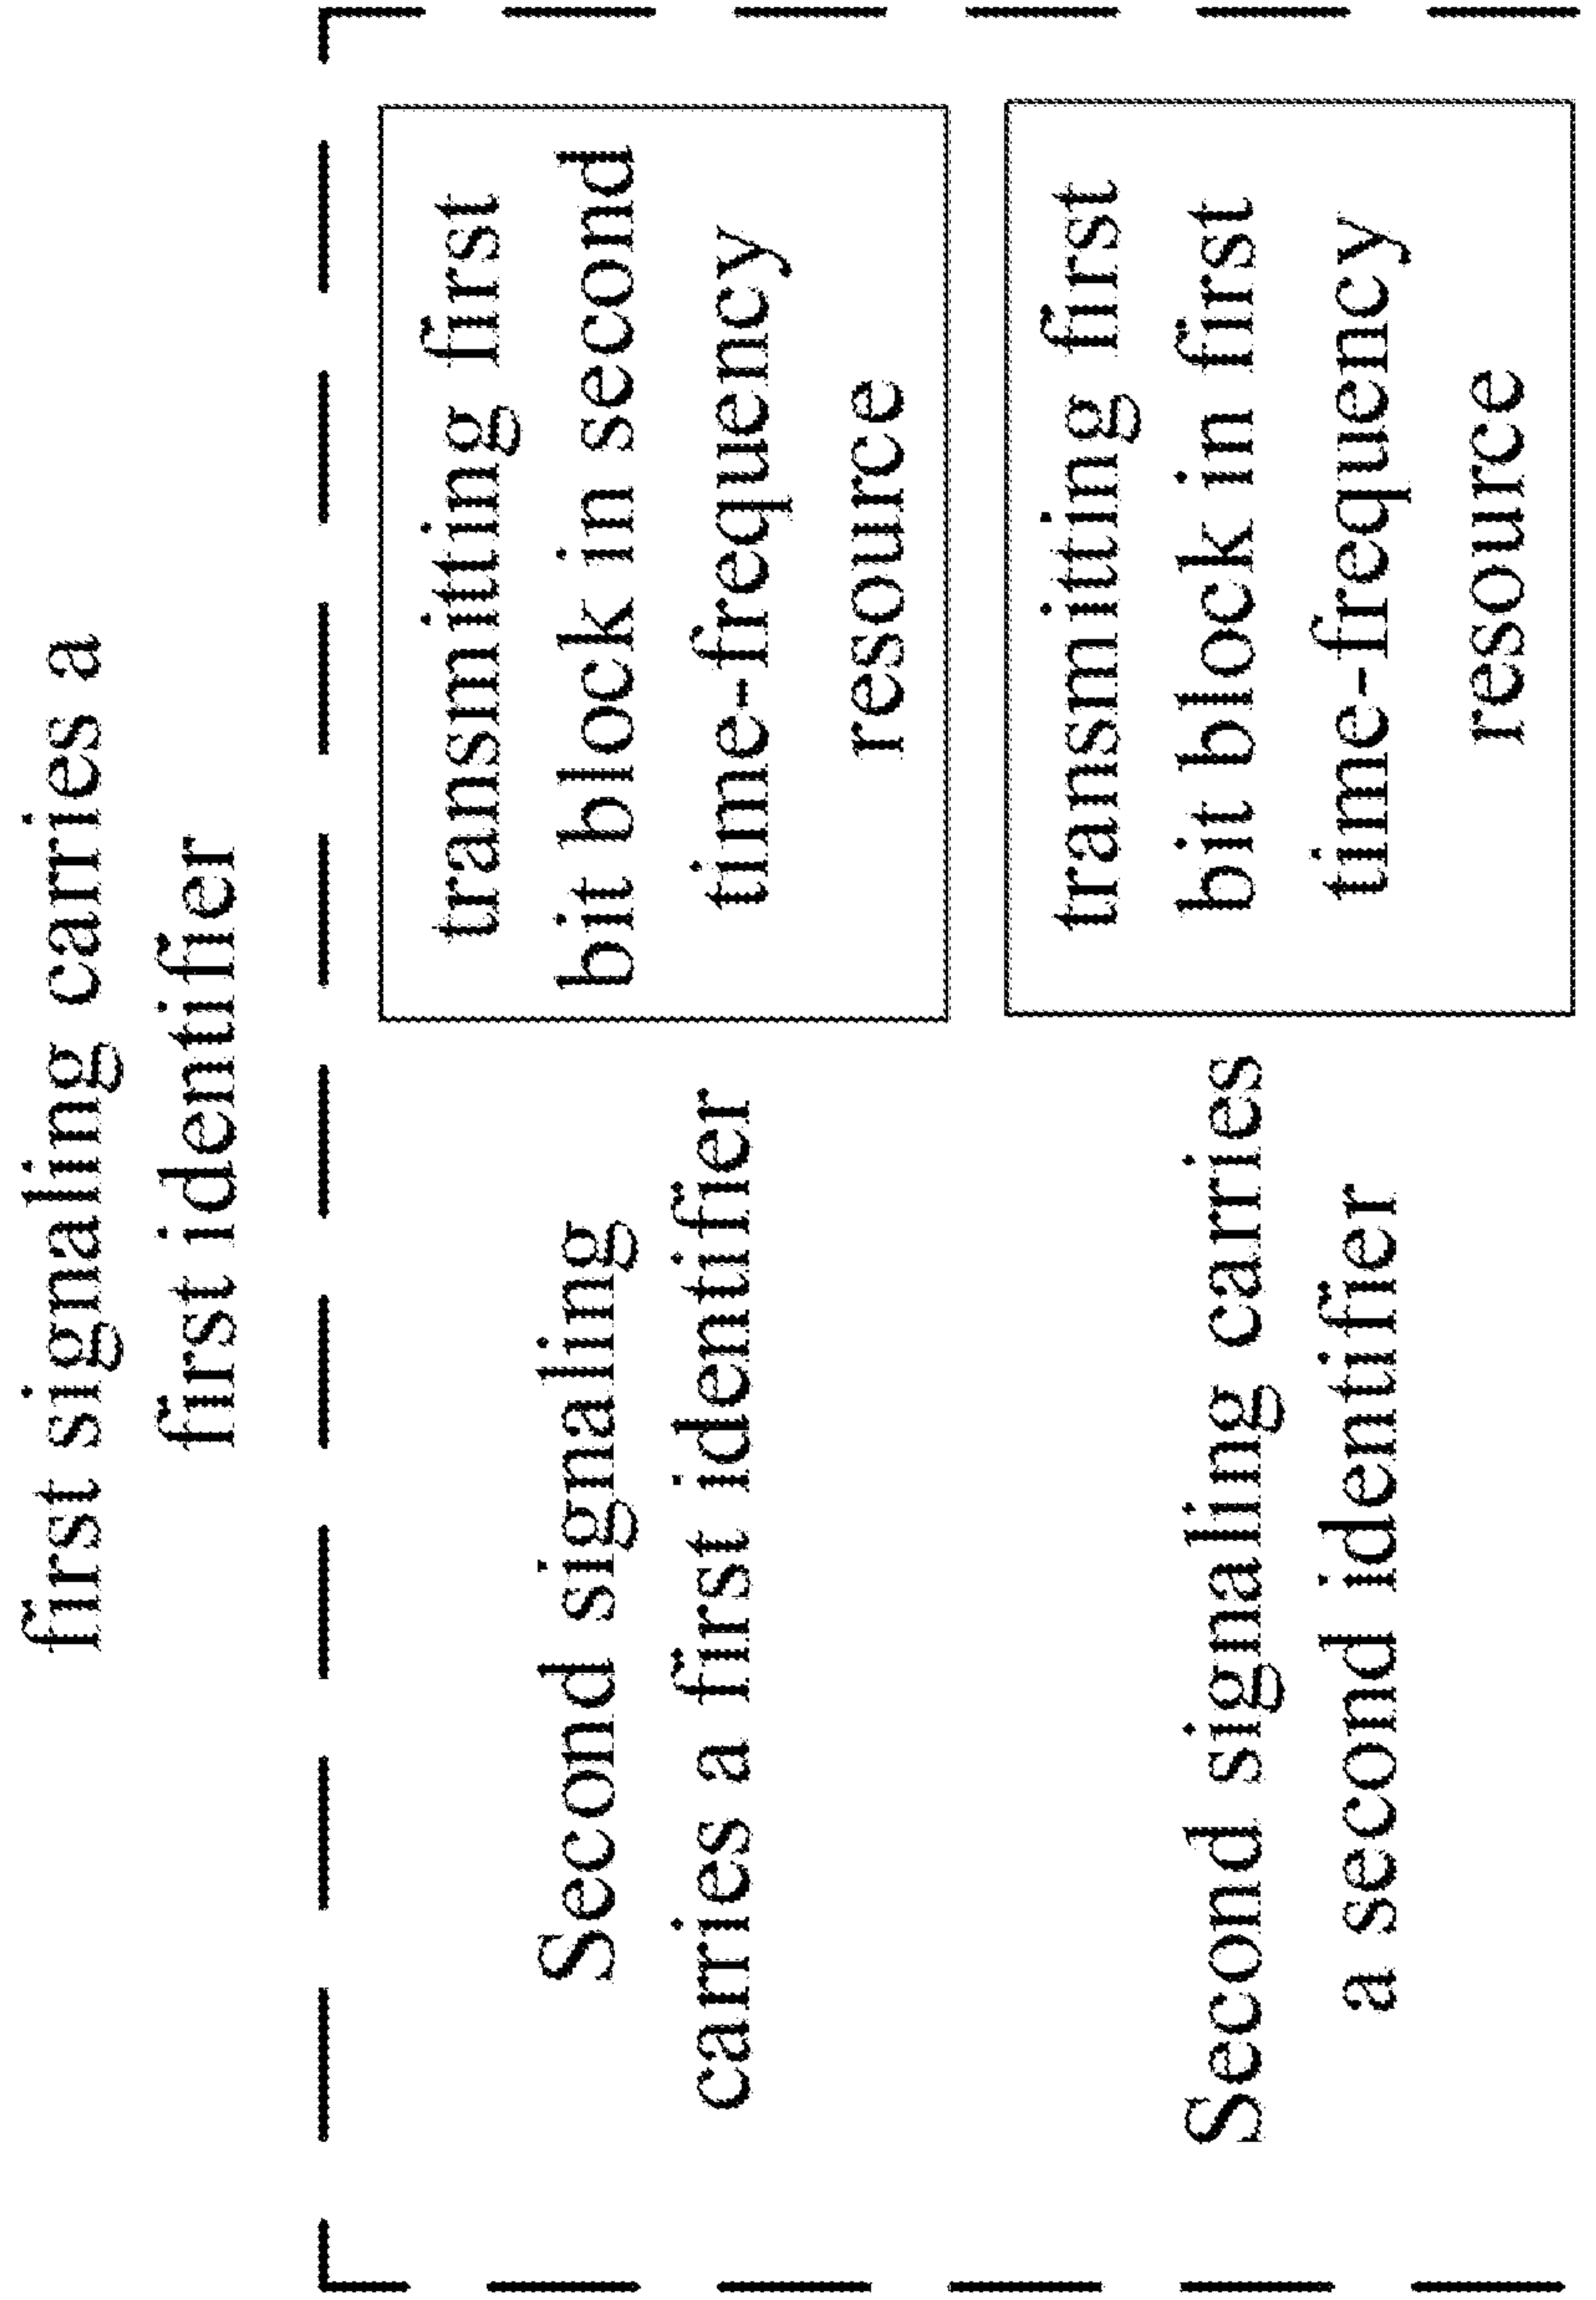 first signaling carries a
first identifier
Second signaling
carries a first identifier
transmitting first
bit block in second
time-frequency
resource
Second signaling carries
a second identifier
transmitting first
bit block in first
time-frequency
resource